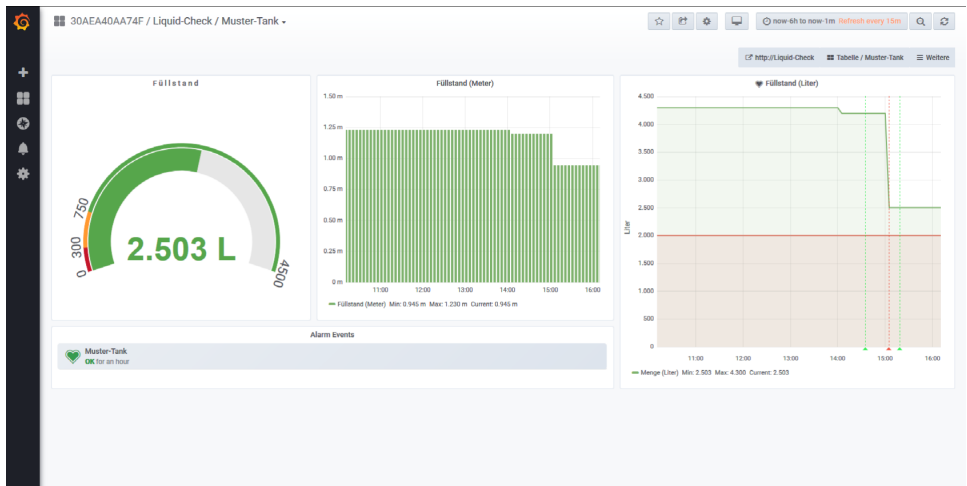 30AEA40AA74F / Liquid-Check / Muster-Tank
now-6h to now-1m Refresh every 15m
http://Liquid-Check Tabelle / Muster-Tank Weitere
Füllstand
0
300
750
4500
2.503 L
Füllstand (Meter)
1.50 m
1.25 m
1.00 m
0.75 m
0.50 m
0.25 m
0 m
11:00 12:00 13:00 14:00 15:00 16:00
Füllstand (Meter) Min: 0.945 m Max: 1.230 m Current: 0.945 m
Füllstand (Liter)
Liter
4.500
4.000
3.500
3.000
2.500
2.000
1.500
1.000
500
0
11:00 12:00 13:00 14:00 15:00 16:00
Menge (Liter) Min: 2.503 Max: 4.300 Current: 2.503
Alarm Events
Muster-Tank
OK for an hour